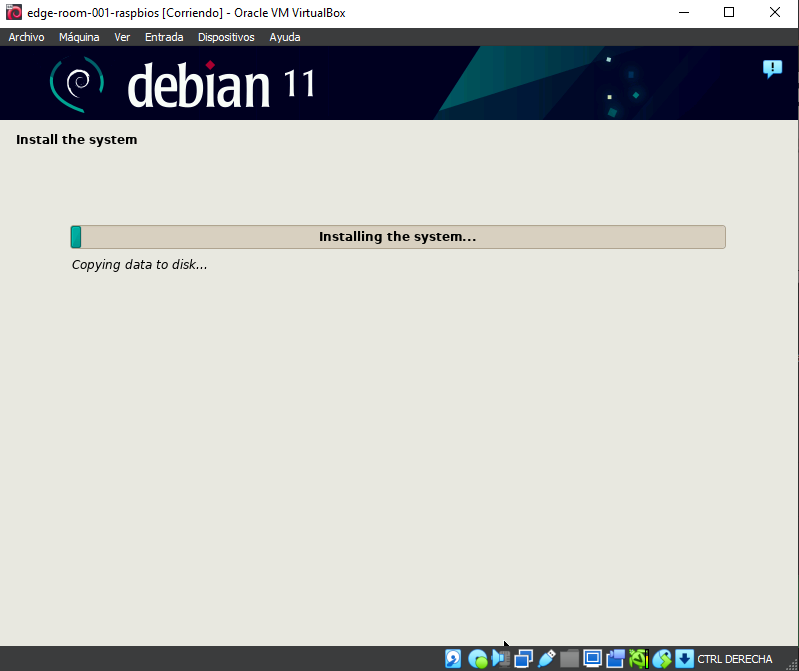 edge-room-001-raspbios [Corriendo] - Oracle VM VirtualBox
Archivo Máquina Ver Entrada Dispositivos Ayuda
debian 11
Install the system
Installing the system...
Copying data to disk...
CTRL DERECHA